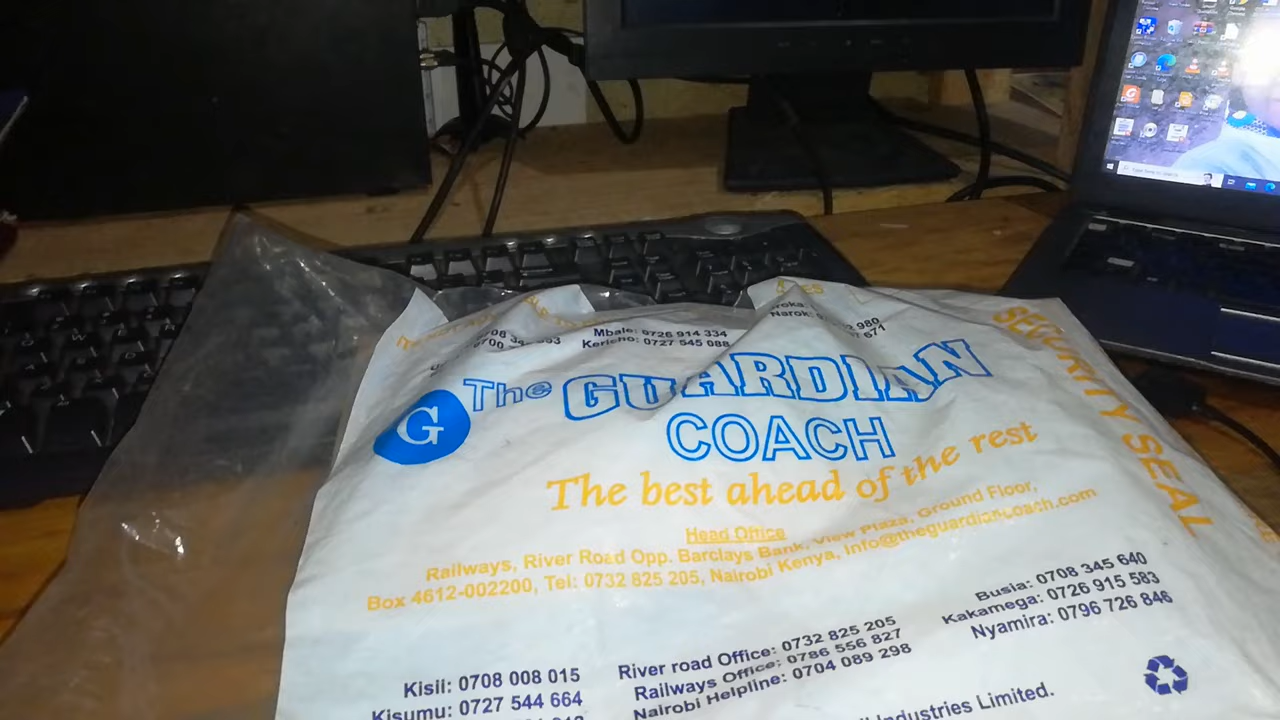 Mbale: 0726 914 334
Kericho: 0727 545 088
G The GUARDIAN
COACH
The best ahead of the rest
SECURITY SEAL
Head Office
Railways, River Road Opp. Barclays Bank, View Plaza, Ground Floor,
Box 4612-002200, Tel: 0732 825 205, Nairobi Kenya, Info@theguardiancoach.com
Kisii: 0708 008 015
Kisumu: 0727 544 664
River road Office: 0732 825 205
Railways Office: 0786 556 827
Nairobi Helpline: 0704 089 298
Busia: 0708 345 640
Kakamega: 0726 915 583
Nyamira: 0796 726 846
Industries Limited.